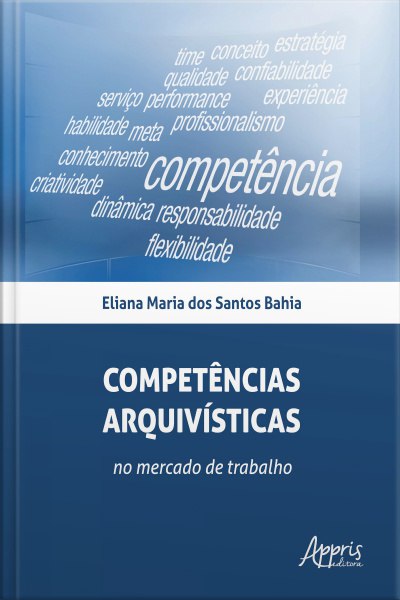 time conceito estratégia
qualidade confiabilidade
serviço performance experiência
habilidade meta profissionalismo
conhecimento competência
criatividade
dinâmica responsabilidade
flexibilidade
Eliana Maria dos Santos Bahia
COMPETÊNCIAS
ARQUIVÍSTICAS
no mercado de trabalho
Appris
editora